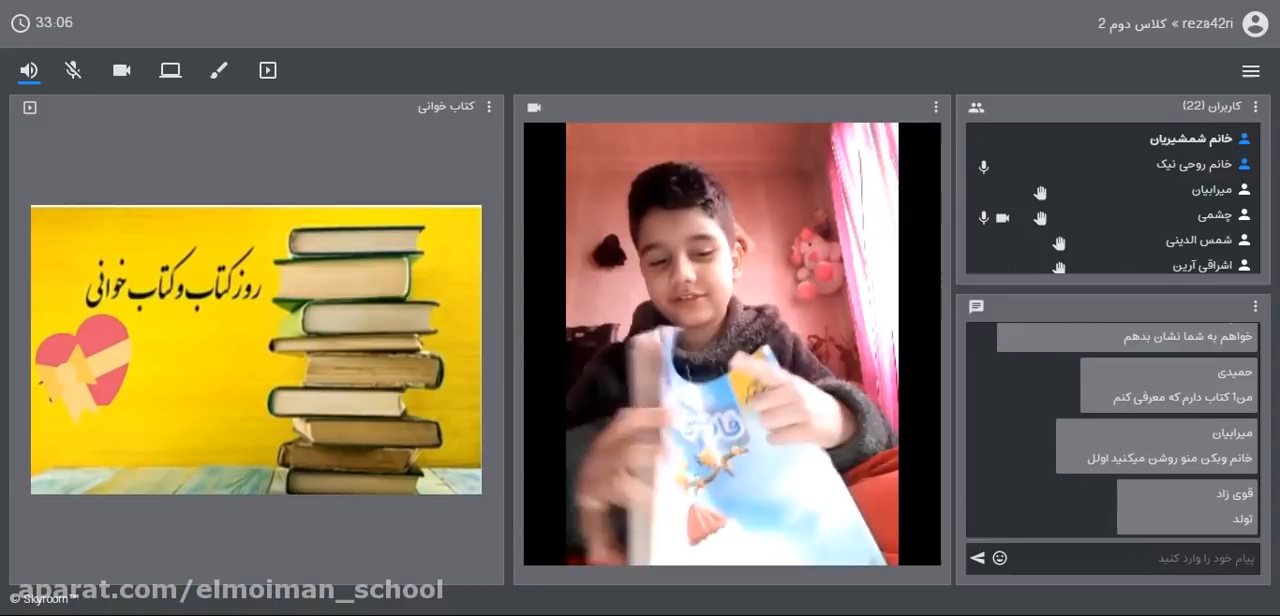 33:06
reza42ri » کلاس دوم 2
کتاب خوانی
روز کتاب و کتاب خوانی
کاربران (22)
خانم شمشیریان
خانم روحی نیک
میرابیان
چشمی
شمس الدینی
اشراقی آرین
خواهم به شما نشان بدهم
حمیدی
من1 کتاب دارم که معرفی کنم
میرابیان
خانم وبکن منو روشن میکنید اولل
قوی زاد
تولد
پیام خود را وارد کنید
aparat.com/elmoiman_school
© Skyroom™